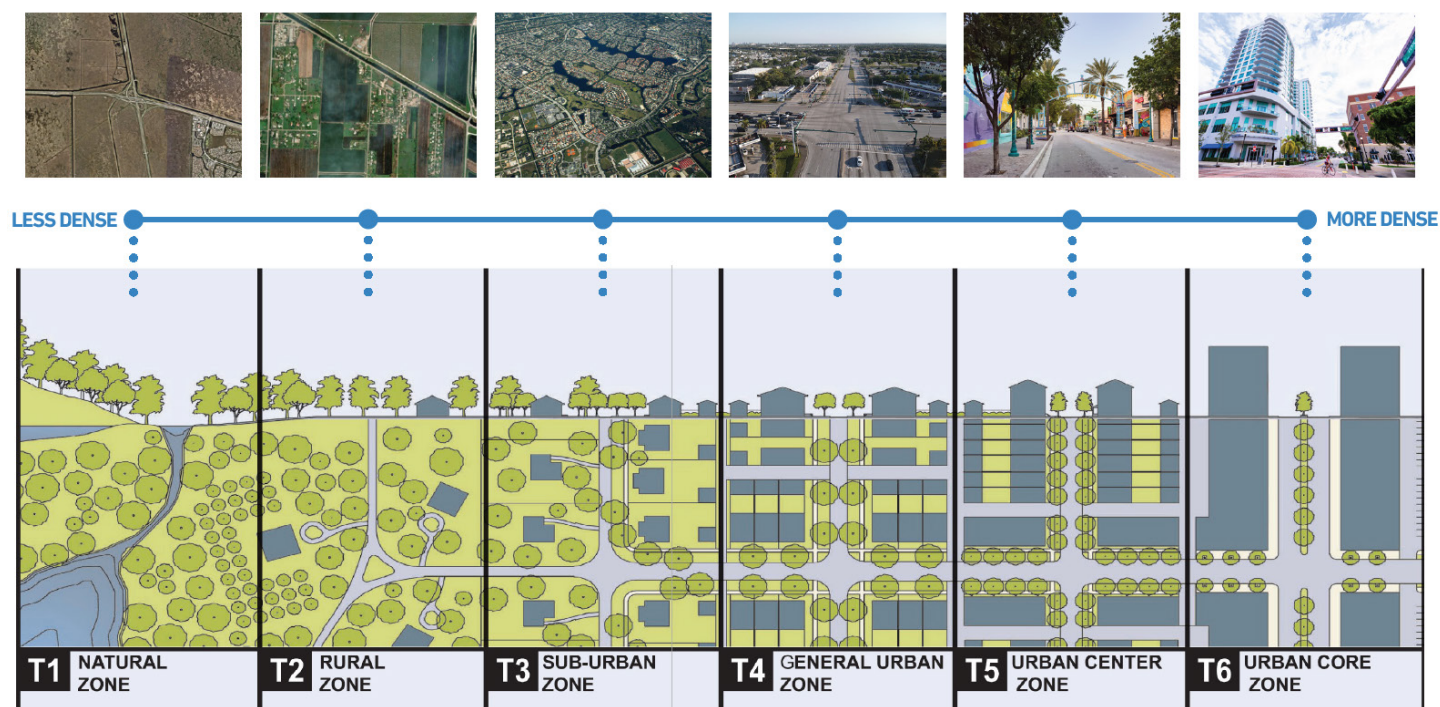 LESS DENSE
MORE DENSE
T1 NATURAL
ZONE
T2 RURAL
ZONE
T3 SUB-URBAN
ZONE
T4 GENERAL URBAN
ZONE
T5 URBAN CENTER
ZONE
T6 URBAN CORE
ZONE